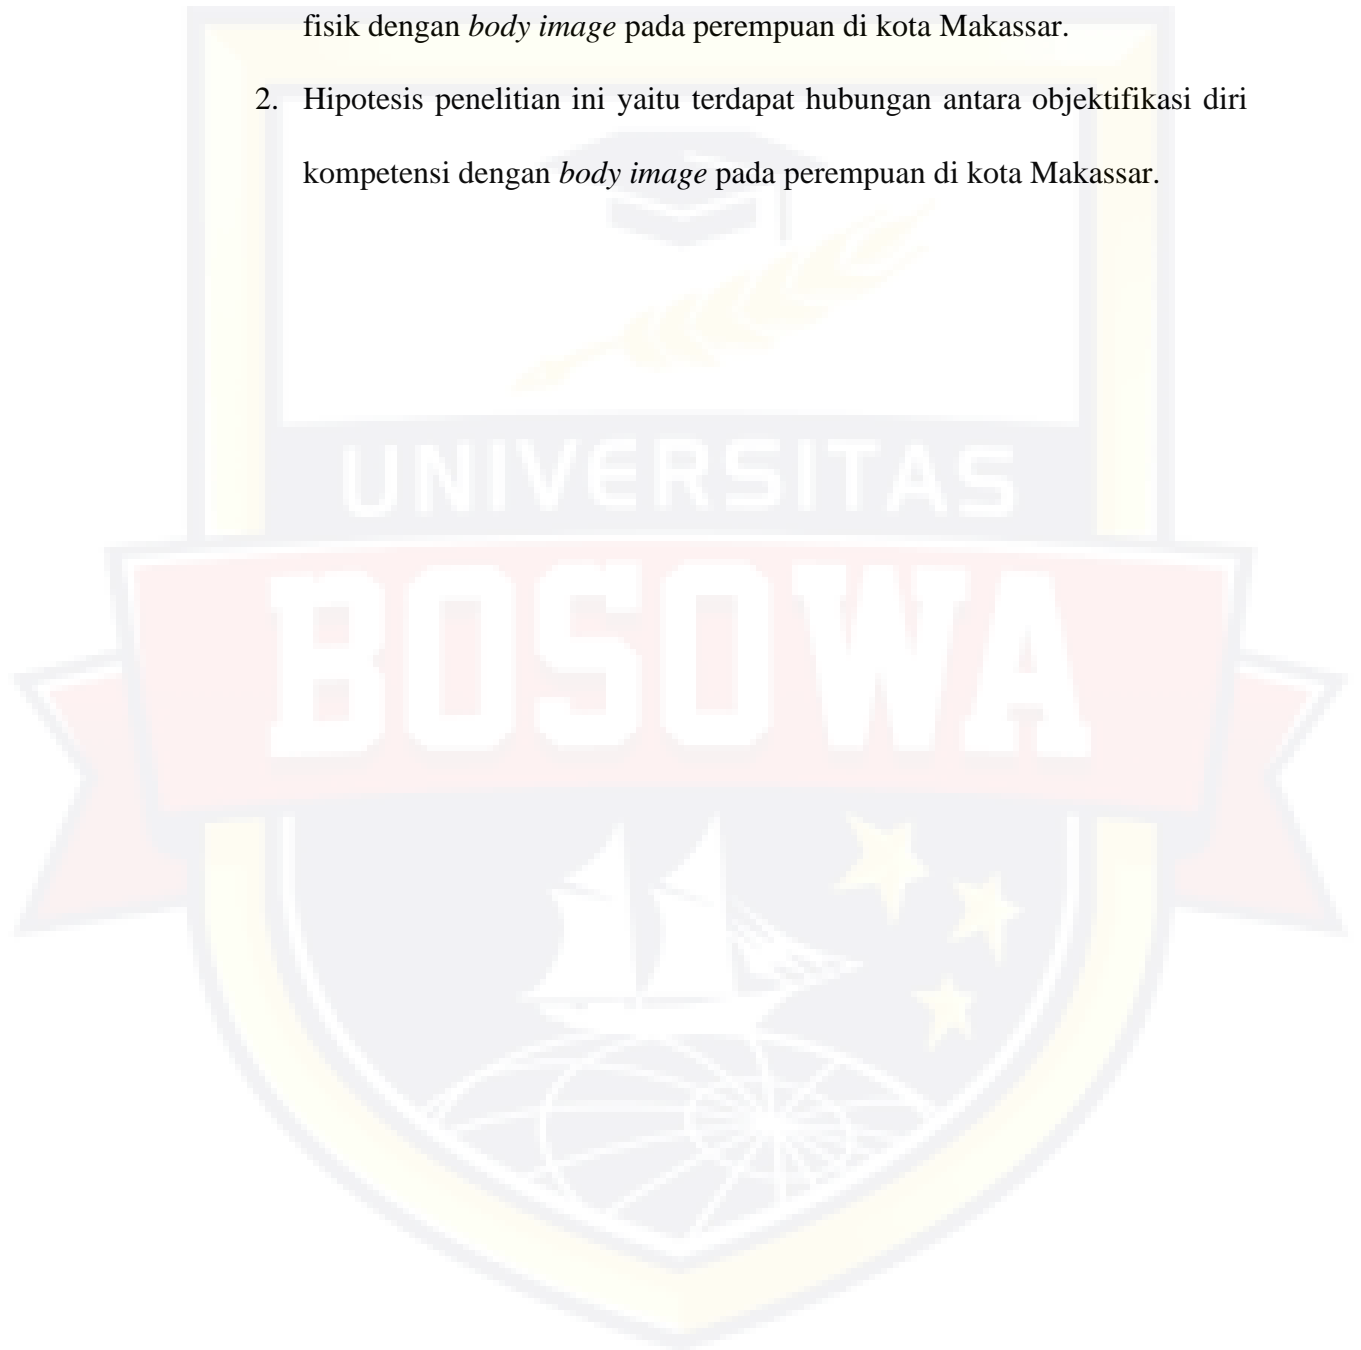 fisik dengan body image pada perempuan di kota Makassar.
2. Hipotesis penelitian ini yaitu terdapat hubungan antara objektifikasi diri
kompetensi dengan body image pada perempuan di kota Makassar.
UNIVERSITAS
BOSOWA